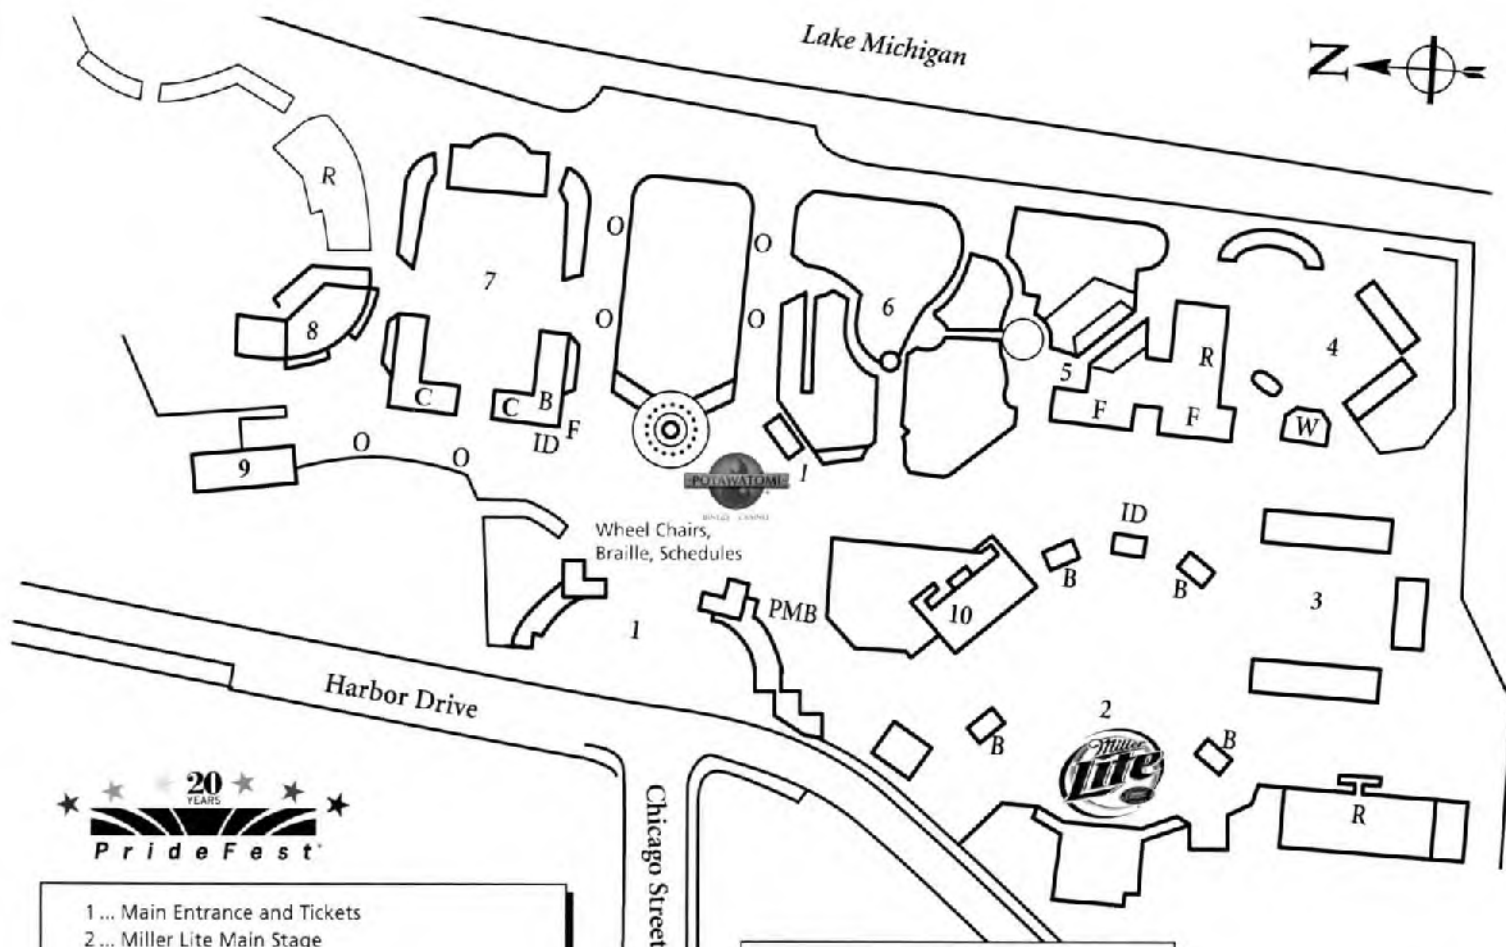 Lake Michigan
N
R
O
O
7
6
O
O
8
4
5
R
C
C
B
F
F
W
ID
F
9
O
O
1
POTAWATOMI
BINGO CASINO
Wheel Chairs,
Braille, Schedules
ID
B
B
3
10
PMB
1
Harbor Drive
2
B
B
Miller
Lite
R
20
YEARS
PrideFest
Chicago Street
1... Main Entrance and Tickets
2... Miller Lite Main Stage